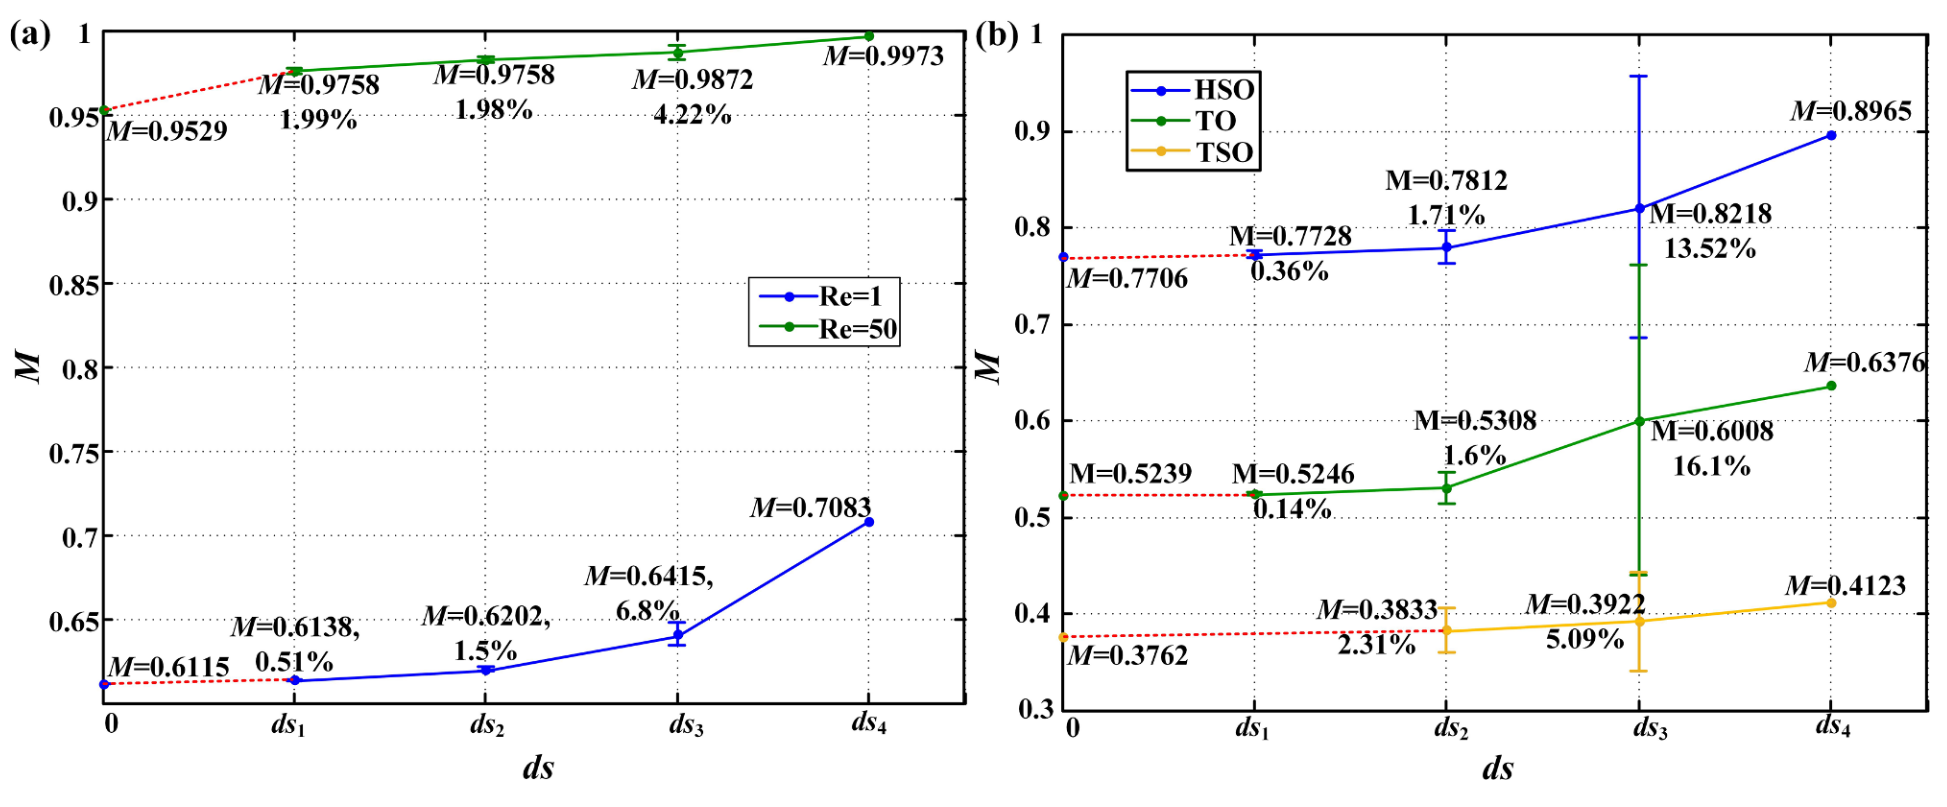 (a)
1
0.95
0.9
0.85
0.8
0.75
0.7
0.65
M
M=0.9529
M=0.9758
1.99%
M=0.9758
1.98%
M=0.9872
4.22%
M=0.9973
Re=1
Re=50
M=0.6115
M=0.6138,
0.51%
M=0.6202,
1.5%
M=0.6415,
6.8%
M=0.7083
0 ds₁ ds₂ ds₃ ds₄
ds
(b)
1
0.9
0.8
0.7
0.6
0.5
0.4
0.3
M
HSO
TO
TSO
M=0.7706
M=0.7728
0.36%
M=0.7812
1.71%
M=0.8218
13.52%
M=0.8965
M=0.5239
M=0.5246
0.14%
M=0.5308
1.6%
M=0.6008
16.1%
M=0.6376
M=0.3762
M=0.3833
2.31%
M=0.3922
5.09%
M=0.4123
0 ds₁ ds₂ ds₃ ds₄
ds